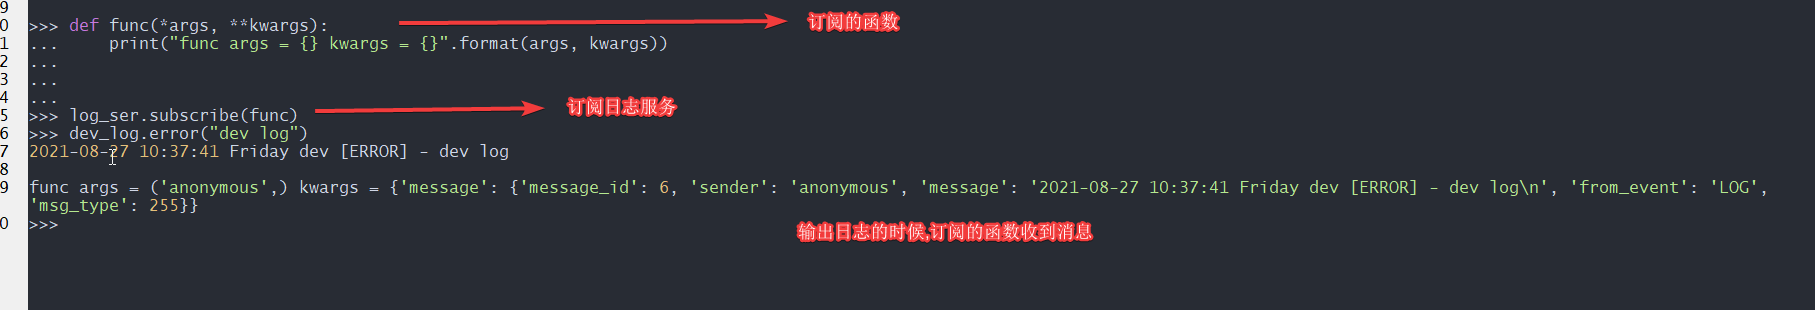 9
0 >>> def func(*args, **kwargs): 订阅的函数
1 ...     print("func args = {} kwargs = {}".format(args, kwargs))
2 ...
3 ...
4 ...
5 >>> log_ser.subscribe(func) 订阅日志服务
6 >>> dev_log.error("dev log")
7 2021-08-27 10:37:41 Friday dev [ERROR] - dev log
8
9 func args = ('anonymous',) kwargs = {'message': {'message_id': 6, 'sender': 'anonymous', 'message': '2021-08-27 10:37:41 Friday dev [ERROR] - dev log\n', 'from_event': 'LOG',
'msg_type': 255}}
0 >>>
输出日志的时候,订阅的函数收到消息